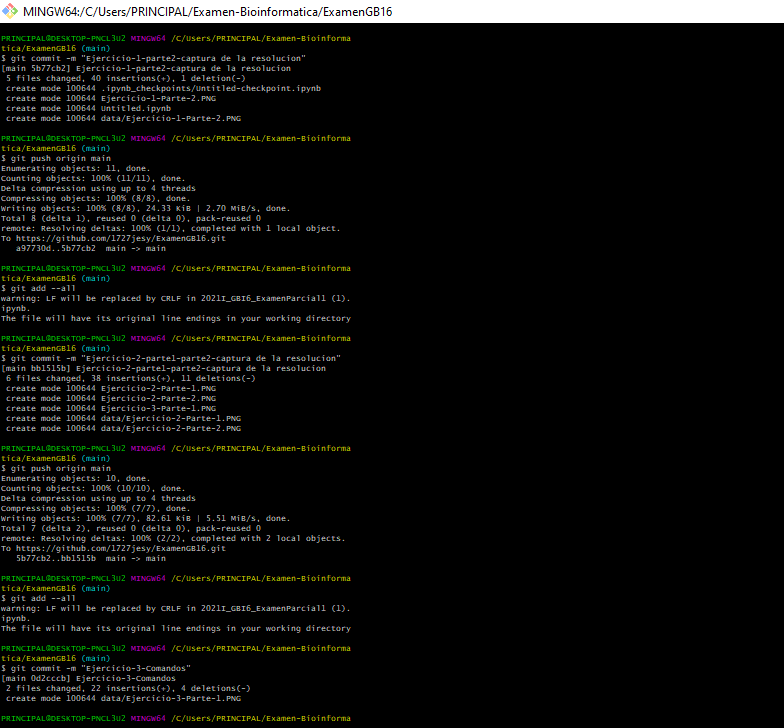 MINGW64:/C/Users/PRINCIPAL/Examen-Bioinformatica/ExamenGB16
PRINCIPAL@DESKTOP-PNCL3U2 MINGW64 /C/Users/PRINCIPAL/Examen-Bioinforma
tica/ExamenGB16 (main)
$ git commit -m "Ejercicio-1-parte2-captura de la resolucion"
[main 5b77cb2] Ejercicio-1-parte2-captura de la resolucion
5 files changed, 40 insertions(+), 1 deletion(-)
create mode 100644 .ipynb_checkpoints/Untitled-checkpoint.ipynb
create mode 100644 Ejercicio-1-Parte-2.PNG
create mode 100644 Untitled.ipynb
create mode 100644 data/Ejercicio-1-Parte-2.PNG
PRINCIPAL@DESKTOP-PNCL3U2 MINGW64 /C/Users/PRINCIPAL/Examen-Bioinforma
tica/ExamenGB16 (main)
$ git push origin main
Enumerating objects: 11, done.
Counting objects: 100% (11/11), done.
Delta compression using up to 4 threads
Compressing objects: 100% (8/8), done.
Writing objects: 100% (8/8), 24.33 KiB | 2.70 MiB/s, done.
Total 8 (delta 1), reused 0 (delta 0), pack-reused 0
remote: Resolving deltas: 100% (1/1), completed with 1 local object.
To https://github.com/1727jesy/ExamenGB16.git
a97730d..5b77cb2  main -> main
PRINCIPAL@DESKTOP-PNCL3U2 MINGW64 /C/Users/PRINCIPAL/Examen-Bioinforma
tica/ExamenGB16 (main)
$ git add --all
warning: LF will be replaced by CRLF in 2021I_GBI6_ExamenParcial1 (1).
ipynb.
The file will have its original line endings in your working directory
PRINCIPAL@DESKTOP-PNCL3U2 MINGW64 /C/Users/PRINCIPAL/Examen-Bioinforma
tica/ExamenGB16 (main)
$ git commit -m "Ejercicio-2-parte1-parte2-captura de la resolucion"
[main bb1515b] Ejercicio-2-parte1-parte2-captura de la resolucion
6 files changed, 38 insertions(+), 11 deletions(-)
create mode 100644 Ejercicio-2-Parte-1.PNG
create mode 100644 Ejercicio-2-Parte-2.PNG
create mode 100644 Ejercicio-3-Parte-1.PNG
create mode 100644 data/Ejercicio-2-Parte-1.PNG
create mode 100644 data/Ejercicio-2-Parte-2.PNG
PRINCIPAL@DESKTOP-PNCL3U2 MINGW64 /C/Users/PRINCIPAL/Examen-Bioinforma
tica/ExamenGB16 (main)
$ git push origin main
Enumerating objects: 10, done.
Counting objects: 100% (10/10), done.
Delta compression using up to 4 threads
Compressing objects: 100% (7/7), done.
Writing objects: 100% (7/7), 82.61 KiB | 5.51 MiB/s, done.
Total 7 (delta 2), reused 0 (delta 0), pack-reused 0
remote: Resolving deltas: 100% (2/2), completed with 2 local objects.
To https://github.com/1727jesy/ExamenGB16.git
5b77cb2..bb1515b  main -> main
PRINCIPAL@DESKTOP-PNCL3U2 MINGW64 /C/Users/PRINCIPAL/Examen-Bioinforma
tica/ExamenGB16 (main)
$ git add --all
warning: LF will be replaced by CRLF in 2021I_GBI6_ExamenParcial1 (1).
ipynb.
The file will have its original line endings in your working directory
PRINCIPAL@DESKTOP-PNCL3U2 MINGW64 /C/Users/PRINCIPAL/Examen-Bioinforma
tica/ExamenGB16 (main)
$ git commit -m "Ejercicio-3-Comandos"
[main 0d2cccb] Ejercicio-3-Comandos
2 files changed, 22 insertions(+), 4 deletions(-)
create mode 100644 data/Ejercicio-3-Parte-1.PNG
PRINCIPAL@DESKTOP-PNCL3U2 MINGW64 /C/Users/PRINCIPAL/Examen-Bioinforma